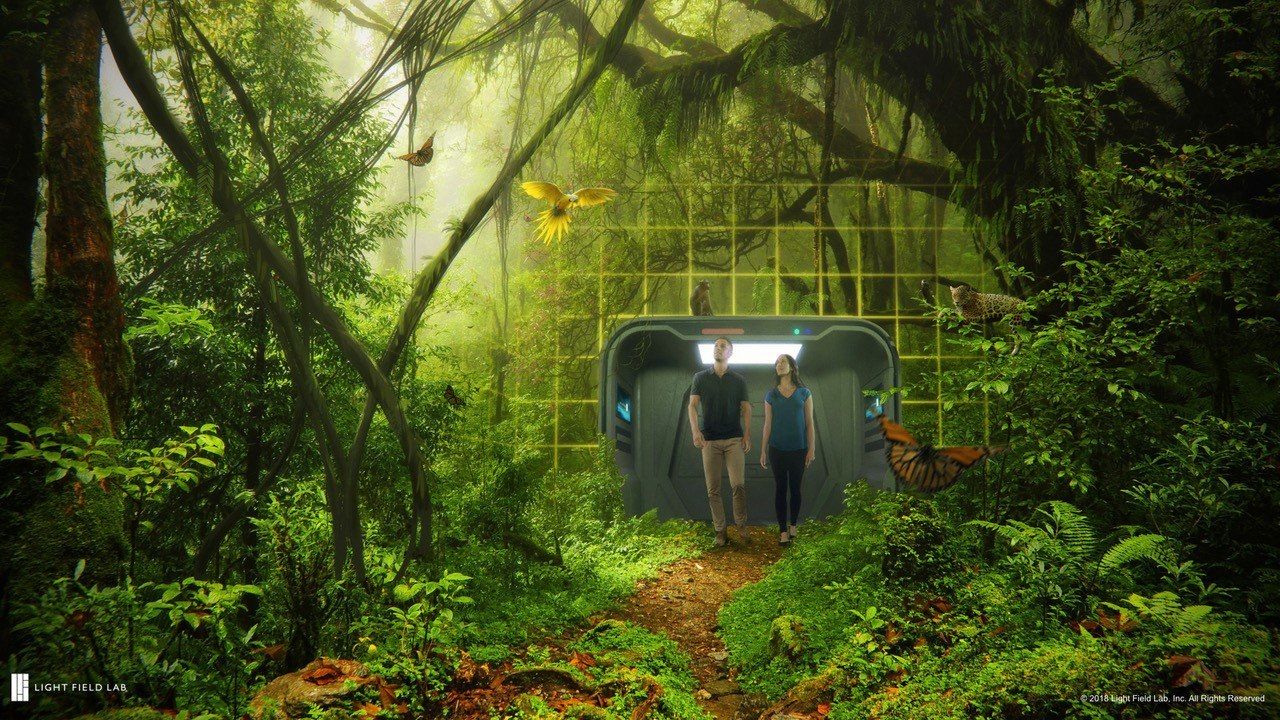 LIGHT FIELD LAB
© 2018 Light Field Lab, Inc. All Rights Reserved